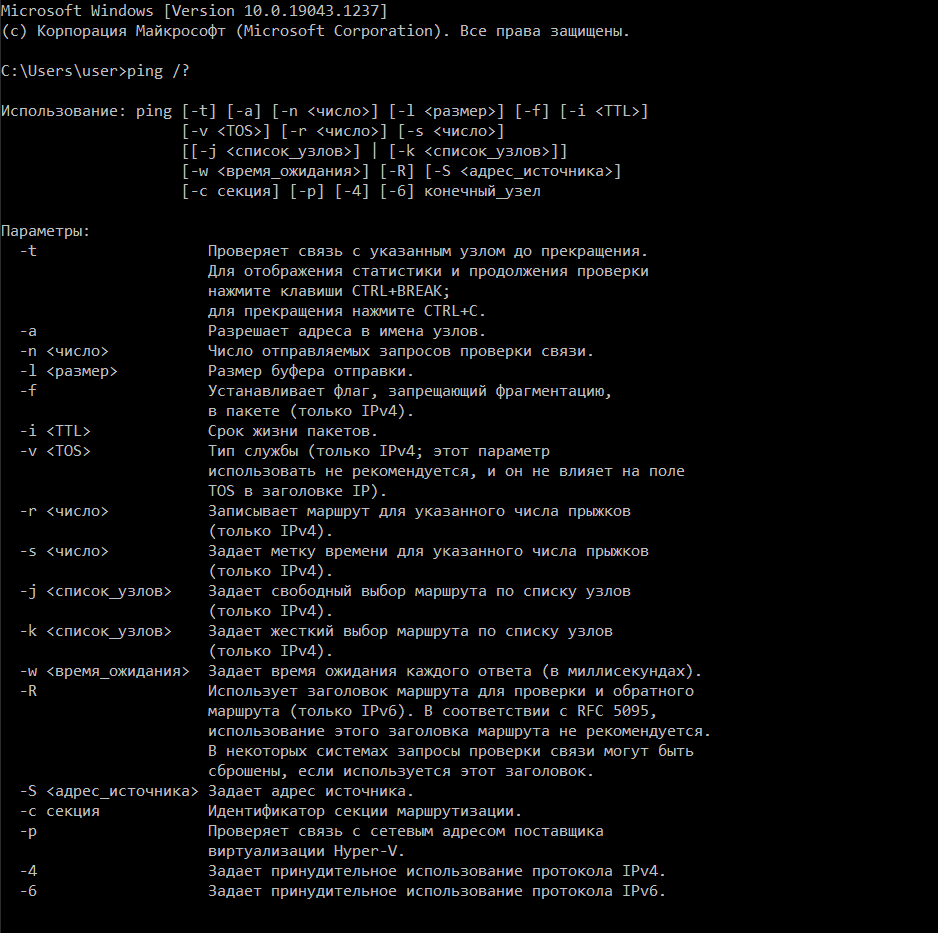 Microsoft Windows [Version 10.0.19043.1237]
(c) Корпорация Майкрософт (Microsoft Corporation). Все права защищены.
C:\Users\user>ping /?
Использование: ping [-t] [-a] [-n <число>] [-l <размер>] [-f] [-i <TTL>]
[-v <TOS>] [-r <число>] [-s <число>]
[[-j <список_узлов>] | [-k <список_узлов>]]
[-w <время_ожидания>] [-R] [-S <адрес_источника>]
[-c секция] [-p] [-4] [-6] конечный_узел
Параметры:
-t Проверяет связь с указанным узлом до прекращения.
Для отображения статистики и продолжения проверки
нажмите клавиши CTRL+BREAK;
для прекращения нажмите CTRL+C.
-a Разрешает адреса в имена узлов.
-n <число> Число отправляемых запросов проверки связи.
-l <размер> Размер буфера отправки.
-f Устанавливает флаг, запрещающий фрагментацию,
в пакете (только IPv4).
-i <TTL> Срок жизни пакетов.
-v <TOS> Тип службы (только IPv4; этот параметр
использовать не рекомендуется, и он не влияет на поле
TOS в заголовке IP).
-r <число> Записывает маршрут для указанного числа прыжков
(только IPv4).
-s <число> Задает метку времени для указанного числа прыжков
(только IPv4).
-j <список_узлов> Задает свободный выбор маршрута по списку узлов
(только IPv4).
-k <список_узлов> Задает жесткий выбор маршрута по списку узлов
(только IPv4).
-w <время_ожидания> Задает время ожидания каждого ответа (в миллисекундах).
-R Использует заголовок маршрута для проверки и обратного
маршрута (только IPv6). В соответствии с RFC 5095,
использование этого заголовка маршрута не рекомендуется.
В некоторых системах запросы проверки связи могут быть
сброшены, если используется этот заголовок.
-S <адрес_источника> Задает адрес источника.
-c секция Идентификатор секции маршрутизации.
-p Проверяет связь с сетевым адресом поставщика
виртуализации Hyper-V.
-4 Задает принудительное использование протокола IPv4.
-6 Задает принудительное использование протокола IPv6.